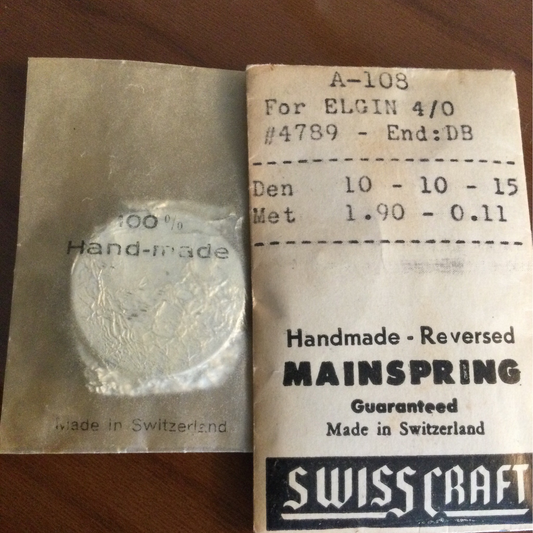 100%
Hand-made
Made in Switzerland
A-108
For ELGIN 4/0
#4789 - End:DB
Den 10 - 10 - 15
Met 1.90 - 0.11
Handmade - Reversed
MAINSPRING
Guaranteed
Made in Switzerland
SWISSCRAFT